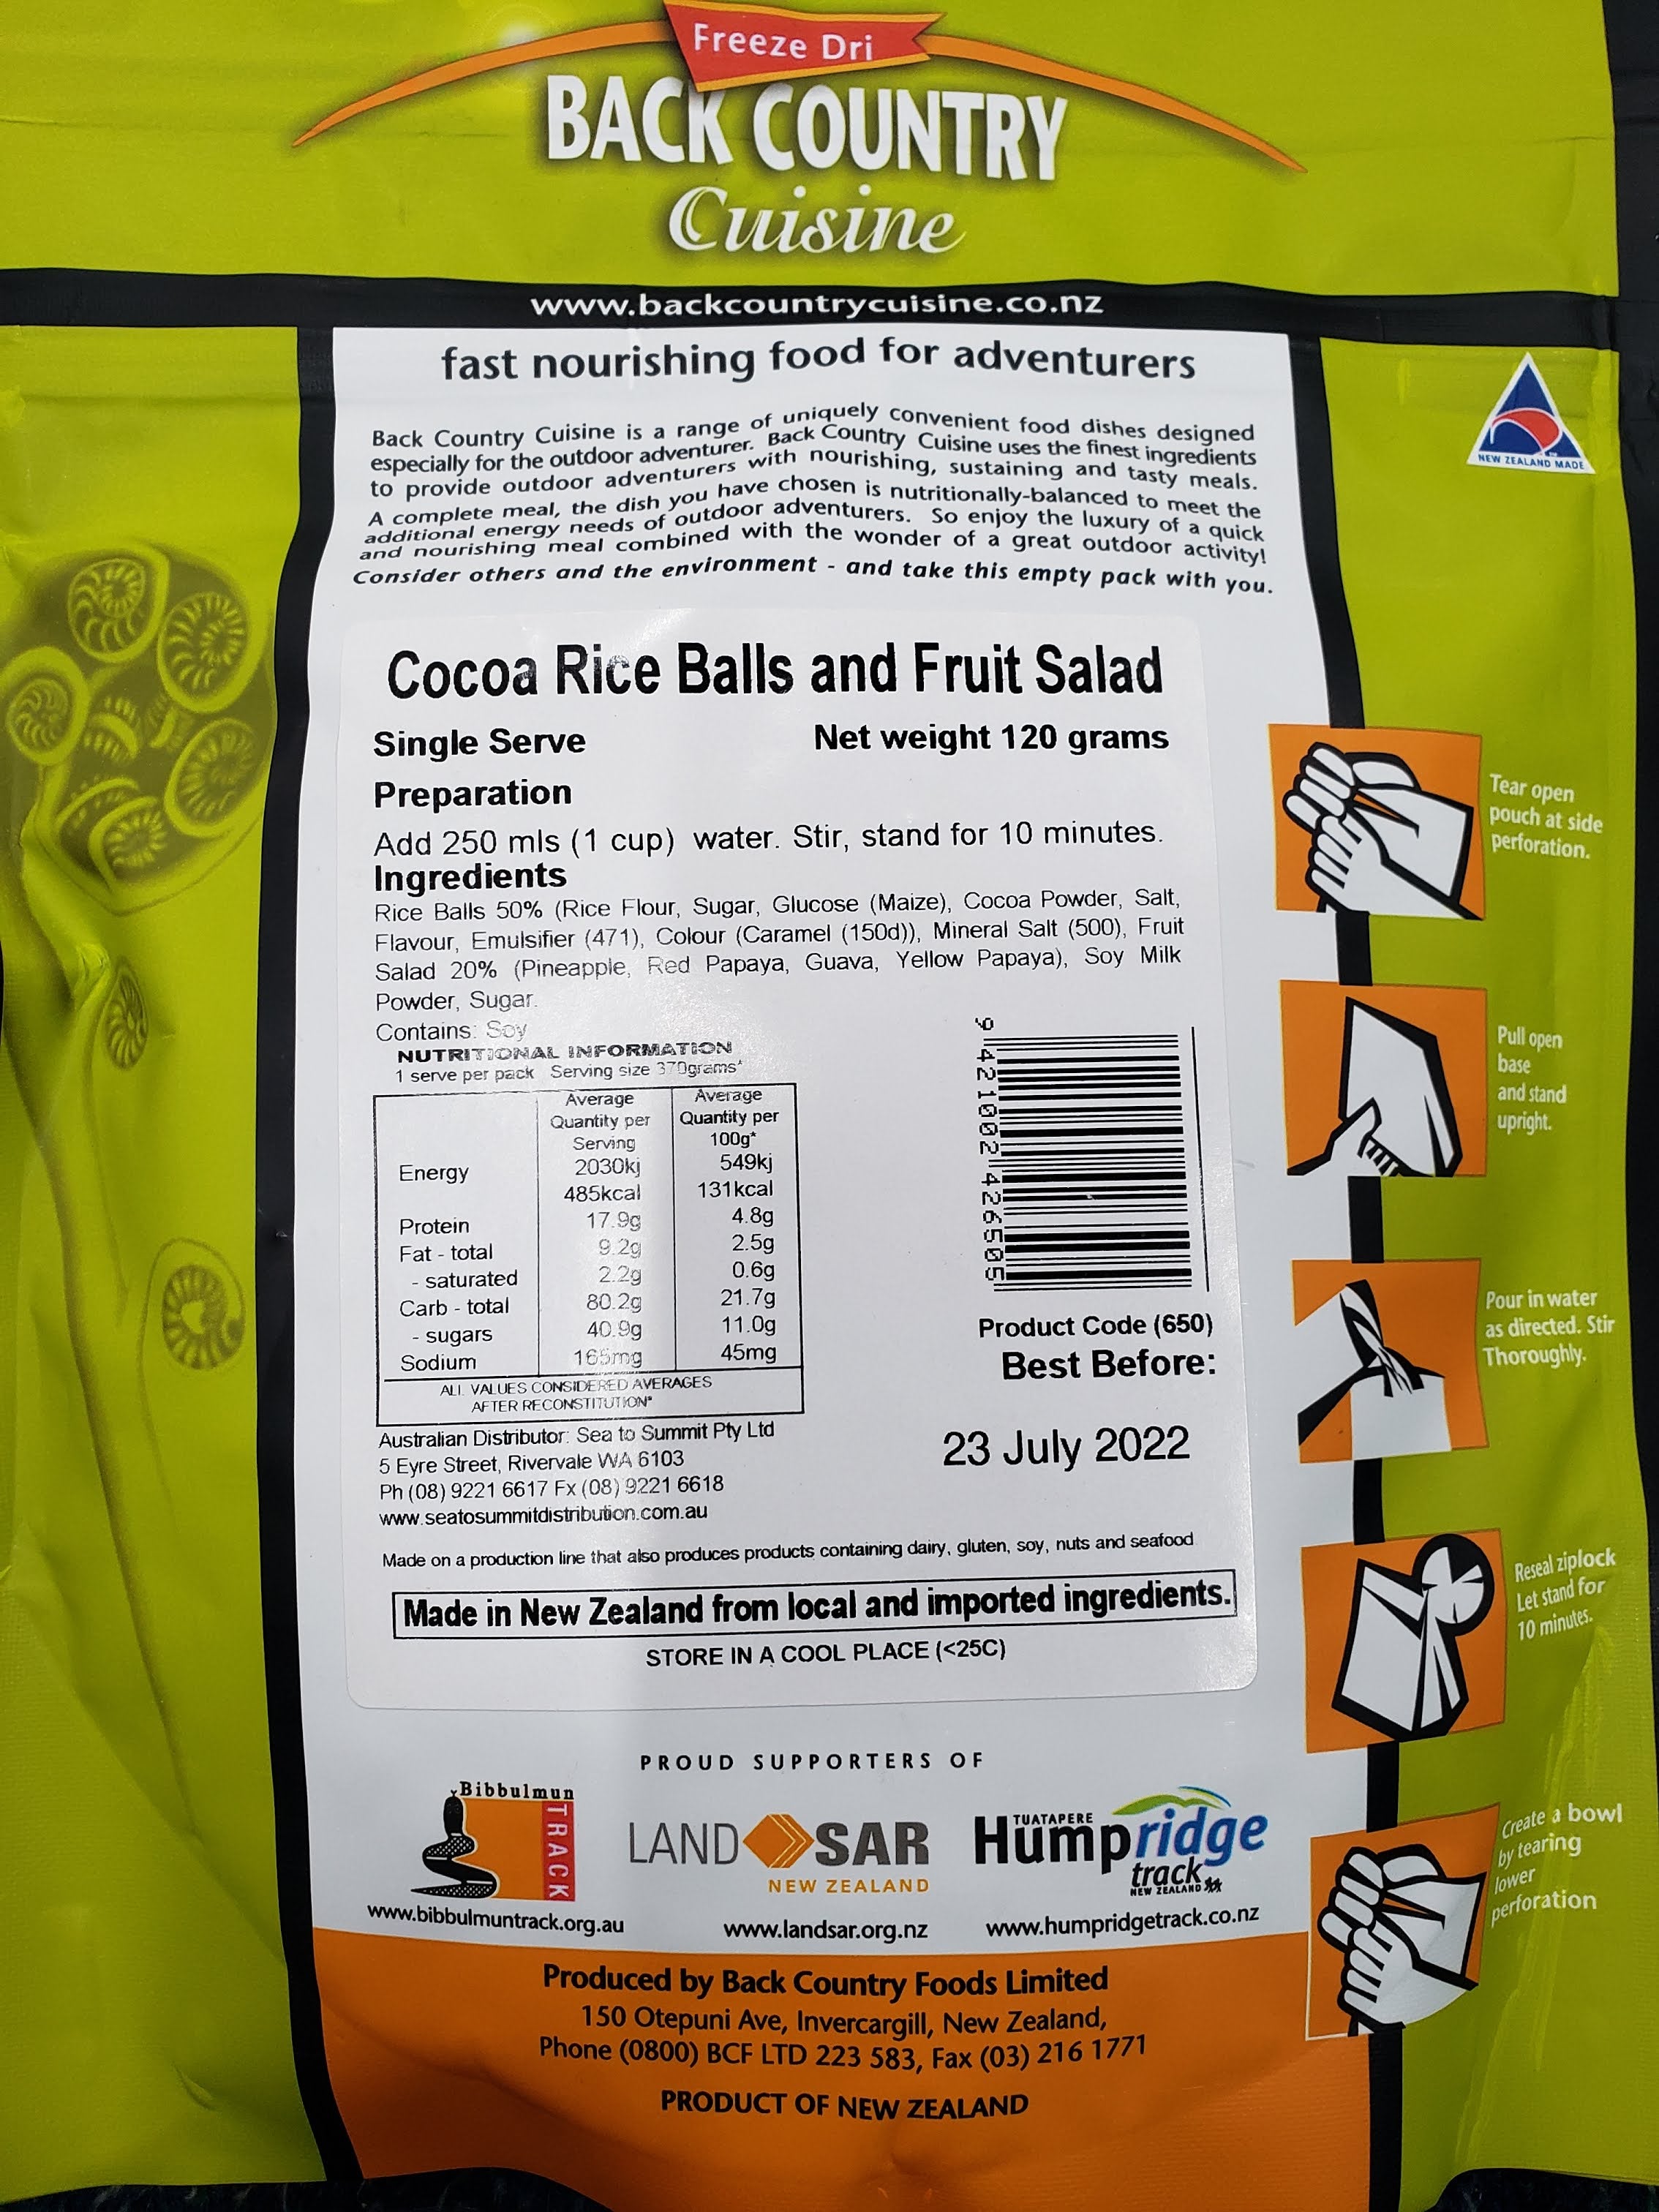 Freeze Dri
BACK COUNTRY
Cuisine
www.backcountrycuisine.co.nz
fast nourishing food for adventurers
Back Country Cuisine is a range of uniquely convenient food dishes designed
especially for the outdoor adventurer. Back Country Cuisine uses the finest ingredients
to provide outdoor adventurers with nourishing, sustaining and tasty meals.
A complete meal, the dish you have chosen is nutritionally-balanced to meet the
additional energy needs of outdoor adventurers. So enjoy the luxury of a quick
and nourishing meal combined with the wonder of a great outdoor activity!
Consider others and the environment - and take this empty pack with you.
NEW ZEALAND MADE
Cocoa Rice Balls and Fruit Salad
Single Serve Net weight 120 grams
Preparation
Add 250 mls (1 cup) water. Stir, stand for 10 minutes.
Ingredients
Rice Balls 50% (Rice Flour, Sugar, Glucose (Maize), Cocoa Powder, Salt,
Flavour, Emulsifier (471), Colour (Caramel (150d)), Mineral Salt (500), Fruit
Salad 20% (Pineapple, Red Papaya, Guava, Yellow Papaya), Soy Milk
Powder, Sugar.
Contains: Soy
NUTRITIONAL INFORMATION
1 serve per pack Serving size 370grams*
Average Average
Quantity per Quantity per
Serving 100g*
Energy 2030kj 549kj
485kcal 131kcal
Protein 17.9g 4.8g
Fat - total 9.2g 2.5g
- saturated 2.2g 0.6g
Carb - total 80.2g 21.7g
- sugars 40.9g 11.0g
Sodium 165mg 45mg
ALL VALUES CONSIDERED AVERAGES
AFTER RECONSTITUTION*
9 421002 426505
Product Code (650)
Best Before:
23 July 2022
Australian Distributor: Sea to Summit Pty Ltd
5 Eyre Street, Rivervale WA 6103
Ph (08) 9221 6617 Fx (08) 9221 6618
www.seatosummitdistribution.com.au
Made on a production line that also produces products containing dairy, gluten, soy, nuts and seafood
Made in New Zealand from local and imported ingredients.
STORE IN A COOL PLACE (<25C)
Tear open
pouch at side
perforation.
Pull open
base
and stand
upright.
Pour in water
as directed. Stir
Thoroughly.
Reseal ziplock
Let stand for
10 minutes.
Create a bowl
by tearing
lower
perforation
PROUD SUPPORTERS OF
Bibbulmun
TRACK
www.bibbulmuntrack.org.au
LAND SAR
NEW ZEALAND
www.landsar.org.nz
TUATAPERE
Humpridge
track
NEW ZEALAND
www.humpridgetrack.co.nz
Produced by Back Country Foods Limited
150 Otepuni Ave, Invercargill, New Zealand,
Phone (0800) BCF LTD 223 583, Fax (03) 216 1771
PRODUCT OF NEW ZEALAND